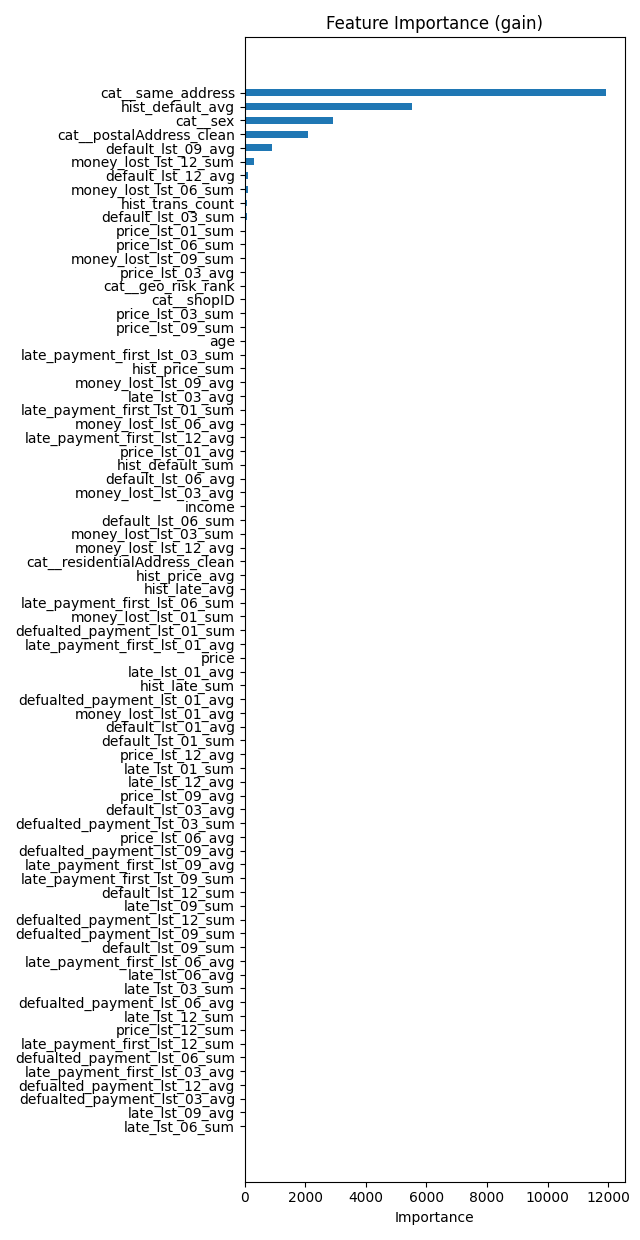 Feature Importance (gain)
cat__same_address
hist_default_avg
cat__sex
cat__postalAddress_clean
default_lst_09_avg
money_lost_lst_12_sum
default_lst_12_avg
money_lost_lst_06_sum
hist_trans_count
default_lst_03_sum
price_lst_01_sum
price_lst_06_sum
money_lost_lst_09_sum
price_lst_03_avg
cat__geo_risk_rank
cat__shopID
price_lst_03_sum
price_lst_09_sum
age
late_payment_first_lst_03_sum
hist_price_sum
money_lost_lst_09_avg
late_lst_03_avg
late_payment_first_lst_01_sum
money_lost_lst_06_avg
late_payment_first_lst_12_avg
price_lst_01_avg
hist_default_sum
default_lst_06_avg
money_lost_lst_03_avg
income
default_lst_06_sum
money_lost_lst_03_sum
money_lost_lst_12_avg
cat__residentialAddress_clean
hist_price_avg
hist_late_avg
late_payment_first_lst_06_sum
money_lost_lst_01_sum
defualted_payment_lst_01_sum
late_payment_first_lst_01_avg
price
late_lst_01_avg
hist_late_sum
defualted_payment_lst_01_avg
money_lost_lst_01_avg
default_lst_01_avg
default_lst_01_sum
price_lst_12_avg
late_lst_01_sum
late_lst_12_avg
price_lst_09_avg
default_lst_03_avg
defualted_payment_lst_03_sum
price_lst_06_avg
defualted_payment_lst_09_avg
late_payment_first_lst_09_avg
late_payment_first_lst_09_sum
default_lst_12_sum
late_lst_09_sum
defualted_payment_lst_12_sum
defualted_payment_lst_09_sum
default_lst_09_sum
late_payment_first_lst_06_avg
late_lst_06_avg
late_lst_03_sum
defualted_payment_lst_06_avg
late_lst_12_sum
price_lst_12_sum
late_payment_first_lst_12_sum
defualted_payment_lst_06_sum
late_payment_first_lst_03_avg
defualted_payment_lst_12_avg
defualted_payment_lst_03_avg
late_lst_09_avg
late_lst_06_sum
0 2000 4000 6000 8000 10000 12000
Importance